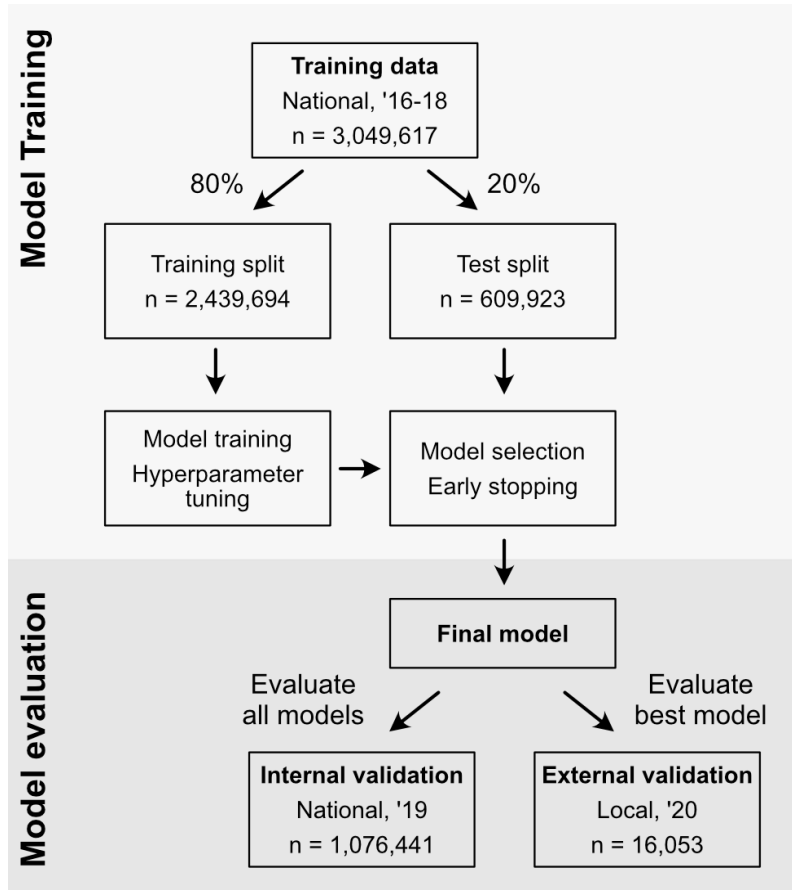 Model Training
Training data
National, '16-18
n = 3,049,617
80%
20%
Training split
n = 2,439,694
Test split
n = 609,923
Model training
Hyperparameter
tuning
Model selection
Early stopping
Model evaluation
Final model
Evaluate
all models
Evaluate
best model
Internal validation
National, '19
n = 1,076,441
External validation
Local, '20
n = 16,053